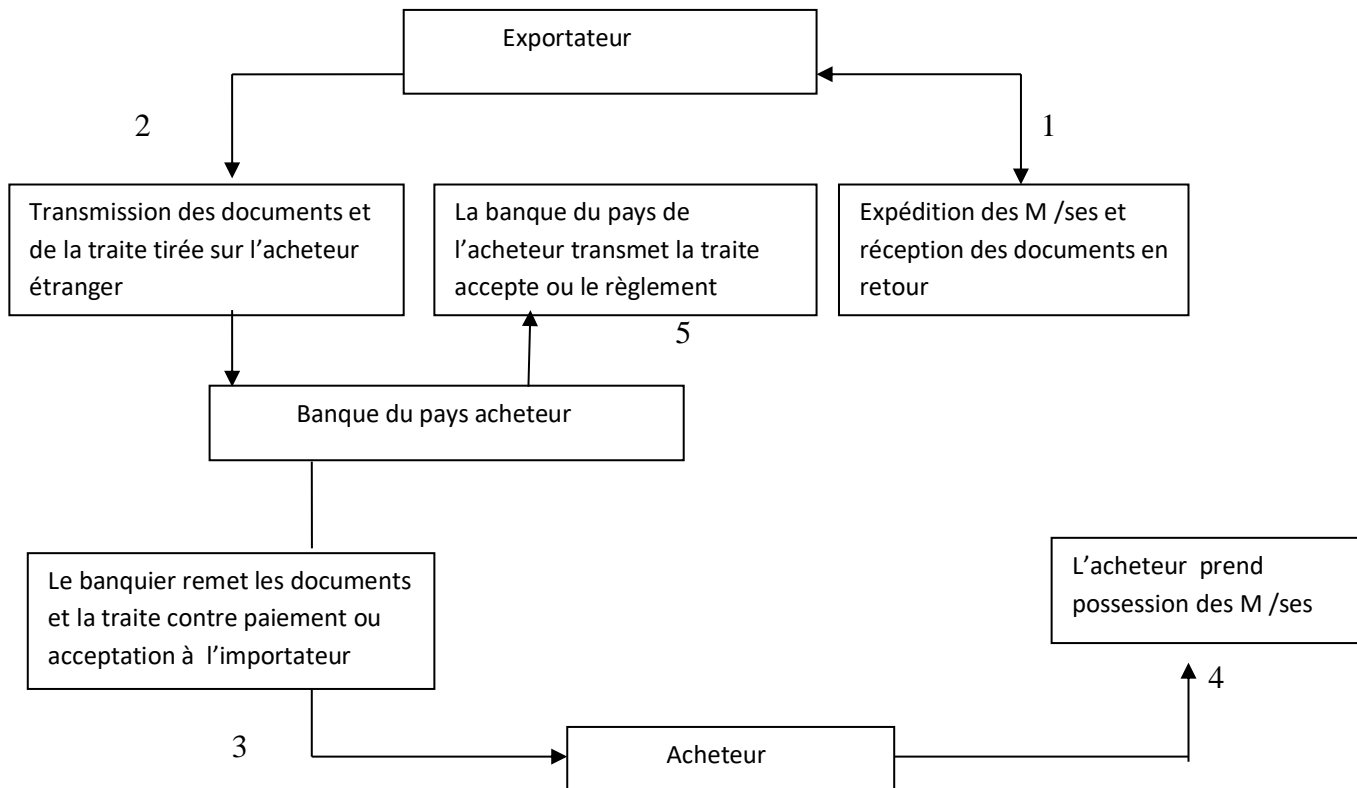 Exportateur
2
1
Transmission des documents et
de la traite tirée sur l’acheteur
étranger
La banque du pays de
l’acheteur transmet la traite
accepte ou le règlement
Expédition des M /ses et
réception des documents en
retour
5
Banque du pays acheteur
Le banquier remet les documents
et la traite contre paiement ou
acceptation à l’importateur
L’acheteur prend
possession des M /ses
4
3
Acheteur